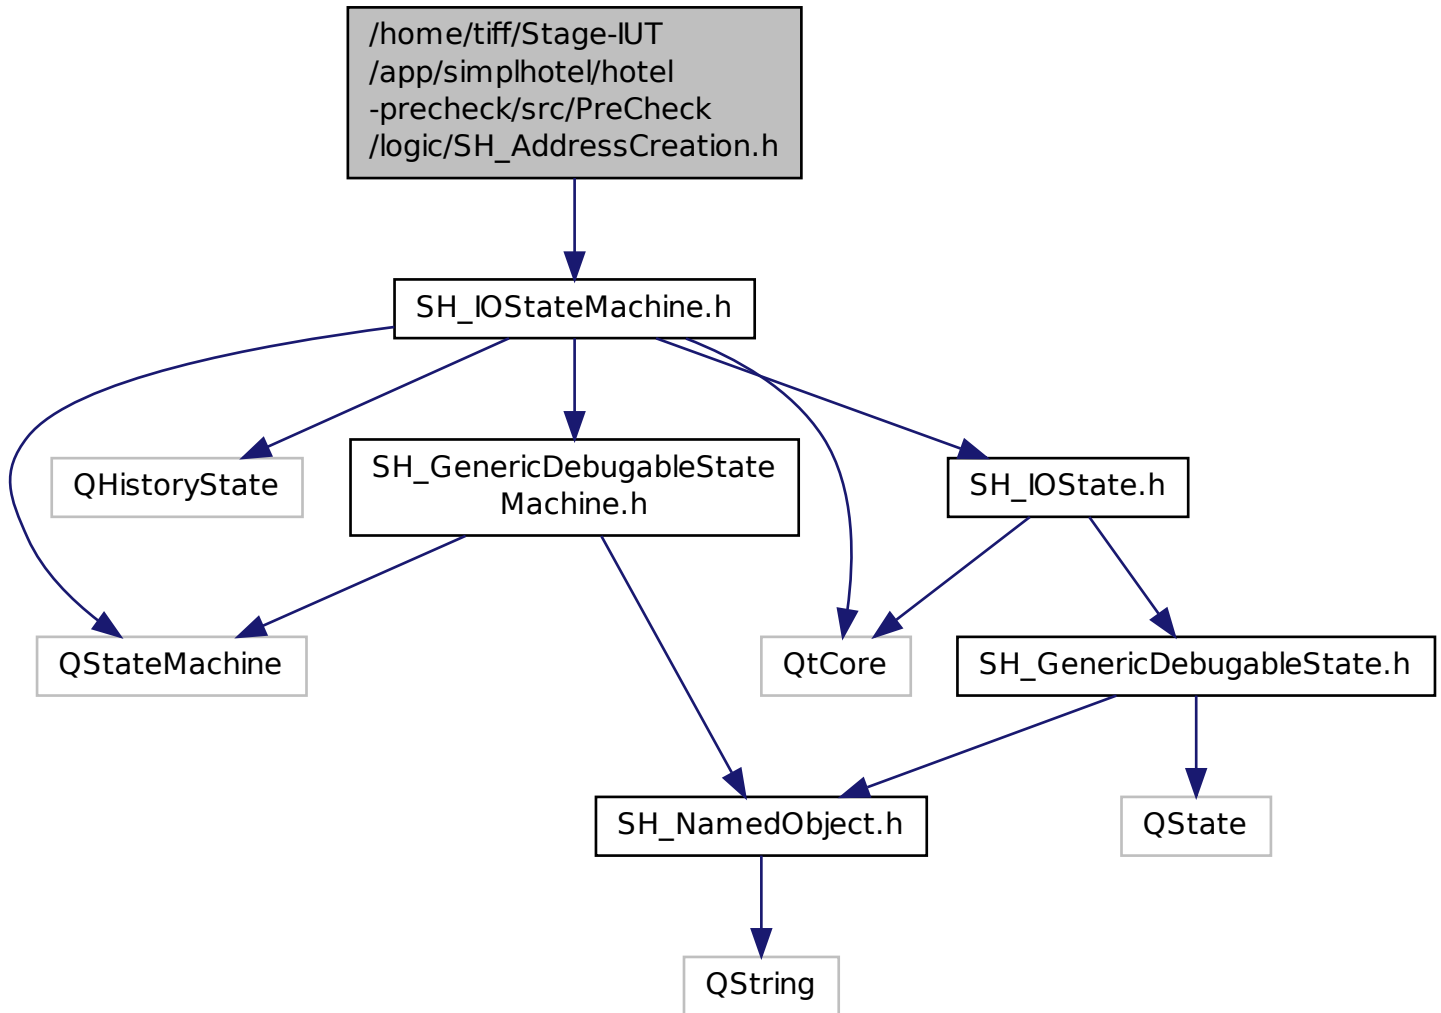 /home/tiff/Stage-IUT
/app/simplhotel/hotel
-precheck/src/PreCheck
/logic/SH_AddressCreation.h
SH_IOStateMachine.h
QHistoryState
SH_GenericDebugableState
Machine.h
SH_IOState.h
QStateMachine
QtCore
SH_GenericDebugableState.h
SH_NamedObject.h
QState
QString